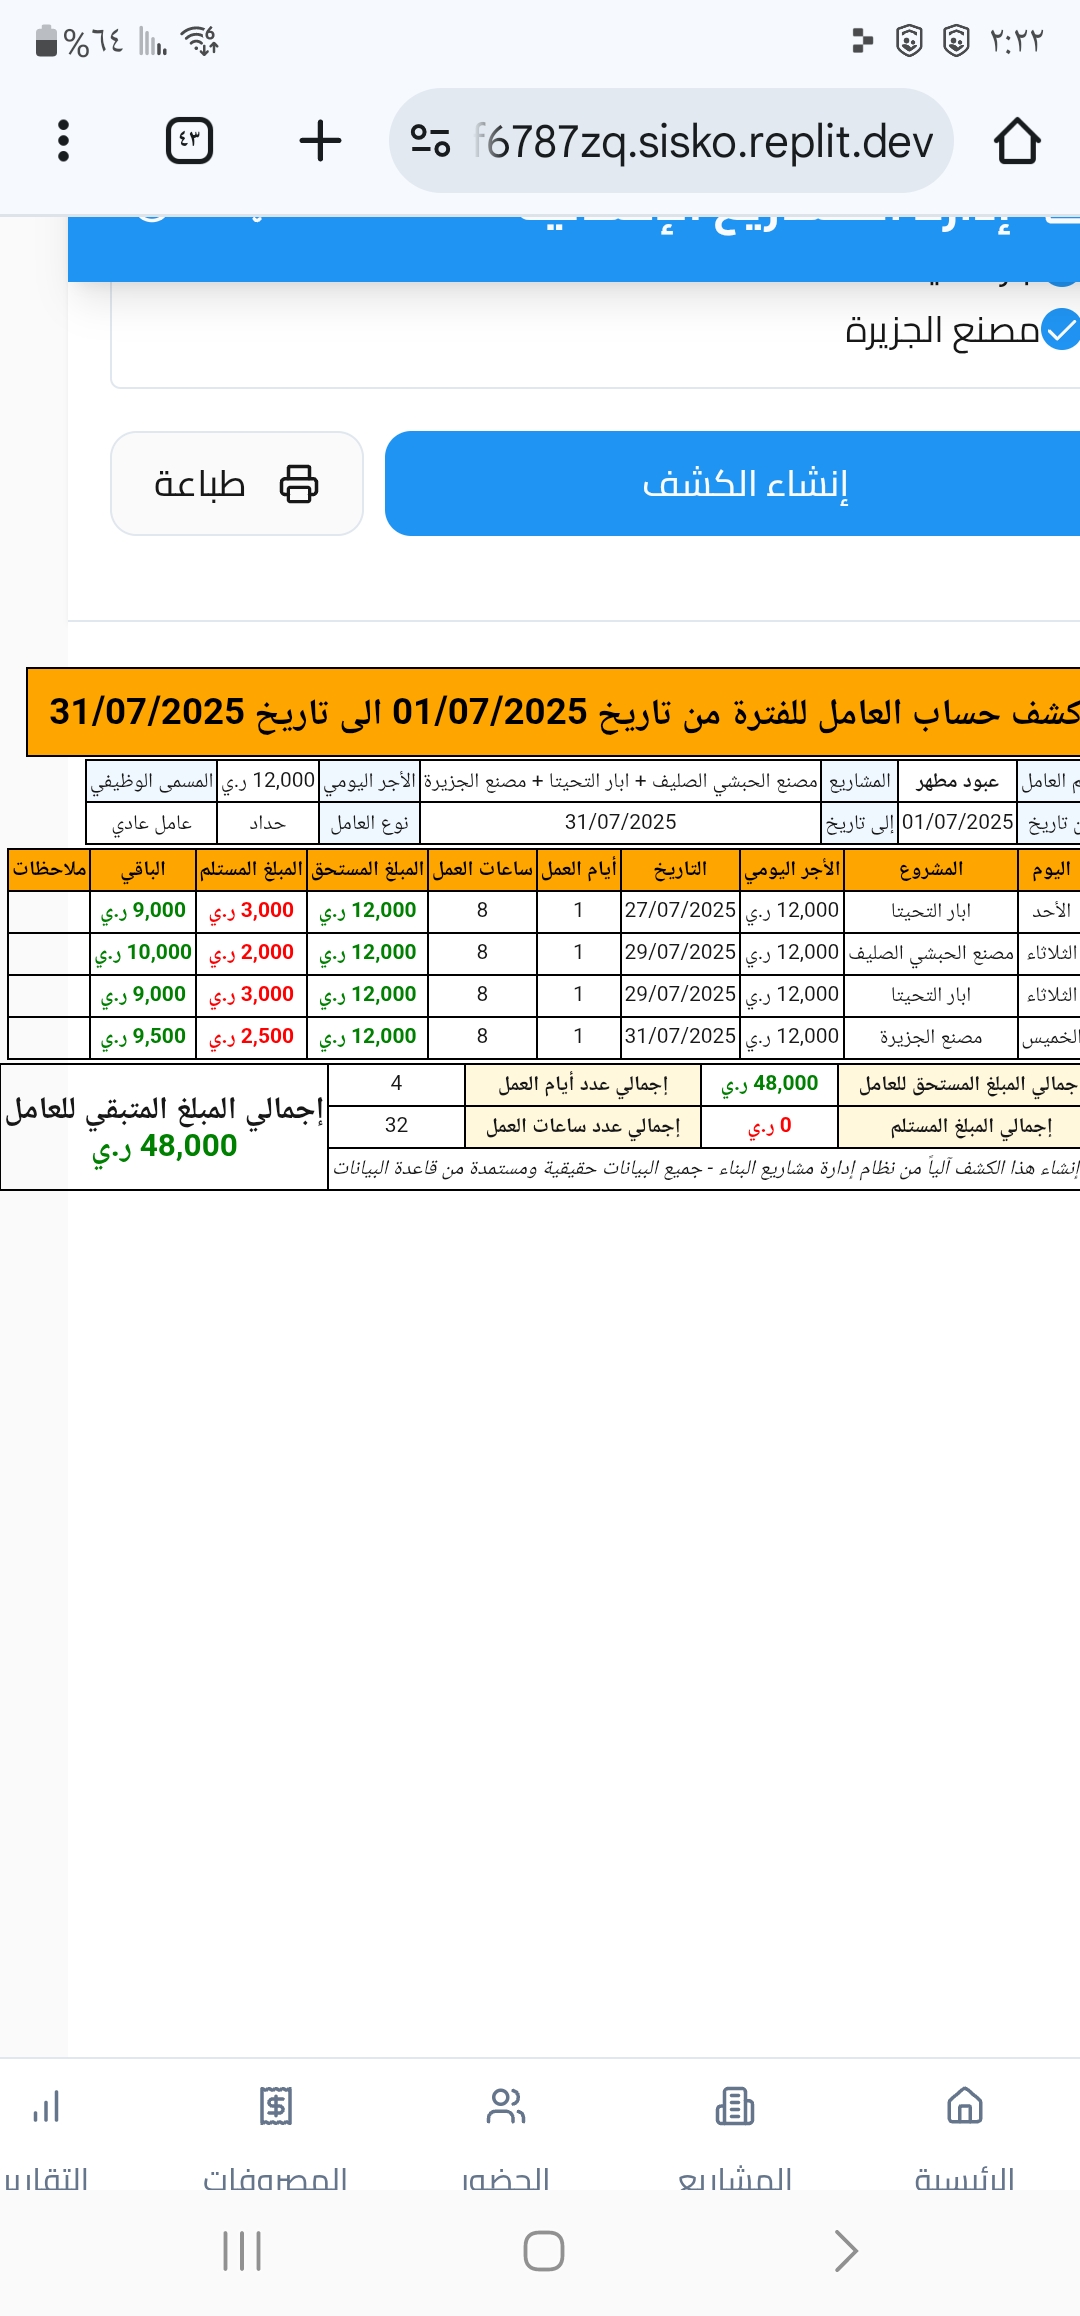 ٢:٢٢
%٦٤
٤٣
6787zq.sisko.replit.dev
مصنع الجزيرة
إنشاء الكشف
طباعة
كشف حساب العامل للفترة من تاريخ 01/07/2025 الى تاريخ 31/07/2025
العامل عبود مطهر المشاريع مصنع الحبشي الصليف + ابار التحيتا + مصنع الجزيرة الأجر اليومي 12,000 ر.ي المسمى الوظيفي
تاريخ 01/07/2025 إلى تاريخ 31/07/2025 نوع العامل حداد عامل عادي
اليوم المشروع الأجر اليومي التاريخ أيام العمل ساعات العمل المبلغ المستحق المبلغ المستلم الباقي ملاحظات
الأحد ابار التحيتا 12,000 ر.ي 27/07/2025 1 8 12,000 ر.ي 3,000 ر.ي 9,000 ر.ي
الثلاثاء مصنع الحبشي الصليف 12,000 ر.ي 29/07/2025 1 8 12,000 ر.ي 2,000 ر.ي 10,000 ر.ي
الثلاثاء ابار التحيتا 12,000 ر.ي 29/07/2025 1 8 12,000 ر.ي 3,000 ر.ي 9,000 ر.ي
الخميس مصنع الجزيرة 12,000 ر.ي 31/07/2025 1 8 12,000 ر.ي 2,500 ر.ي 9,500 ر.ي
جمالي المبلغ المستحق للعامل 48,000 ر.ي إجمالي عدد أيام العمل 4
إجمالي المبلغ المستلم 0 ر.ي إجمالي عدد ساعات العمل 32
إجمالي المبلغ المتبقي للعامل
48,000 ر.ي
إنشاء هذا الكشف آلياً من نظام إدارة مشاريع البناء - جميع البيانات حقيقية ومستمدة من قاعدة البيانات
الرئيسية المشاريع الحضور المصروفات التقارير